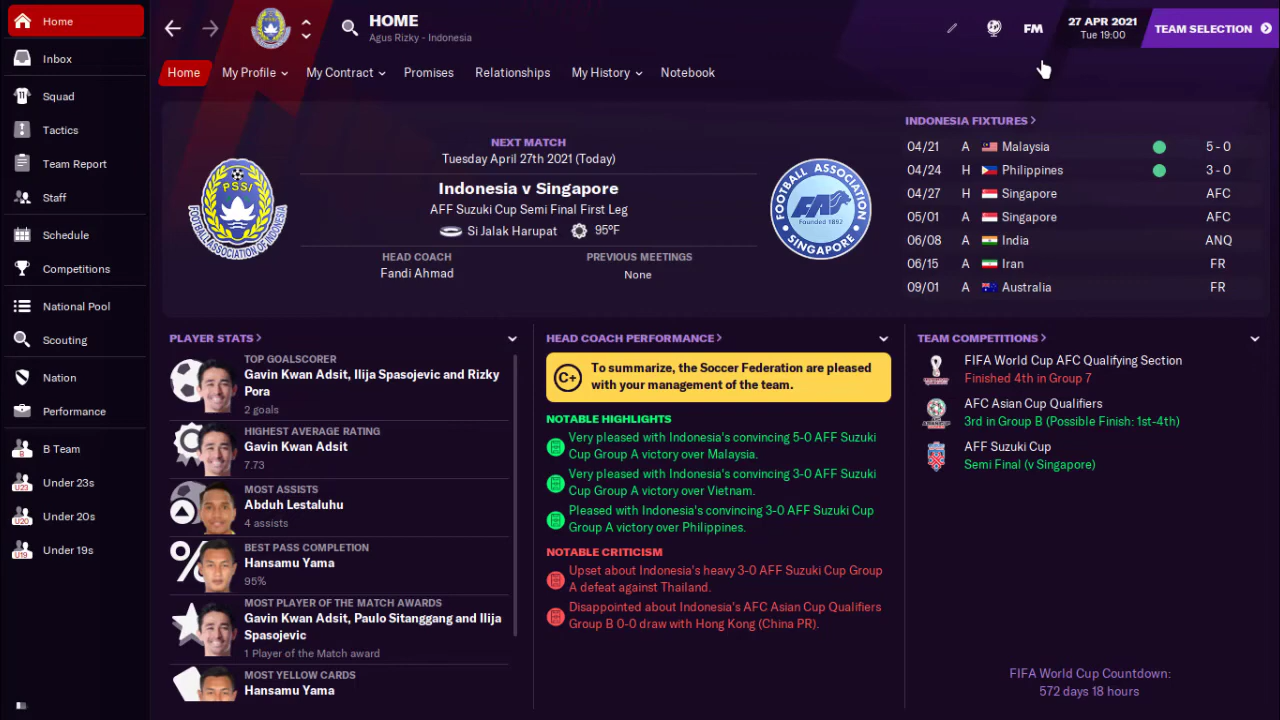 Home
Inbox
Squad
Tactics
Team Report
Staff
Schedule
Competitions
National Pool
Scouting
Nation
Performance
B
B Team
U23
Under 23s
U20
Under 20s
U19
Under 19s
HOME
Agus Rizky - Indonesia
FM
27 APR 2021
Tue 19:00
TEAM SELECTION
Home
My Profile
My Contract
Promises
Relationships
My History
Notebook
PSSI
FOOTBALL ASSOCIATION OF INDONESIA
NEXT MATCH
Tuesday April 27th 2021 (Today)
Indonesia v Singapore
AFF Suzuki Cup Semi Final First Leg
Si Jalak Harupat 95°F
HEAD COACH
Fandi Ahmad
PREVIOUS MEETINGS
None
FOOTBALL ASSOCIATION
FAS
Founded 1892
SINGAPORE
INDONESIA FIXTURES
04/21 A Malaysia 5 - 0
04/24 H Philippines 3 - 0
04/27 H Singapore AFC
05/01 A Singapore AFC
06/08 A India ANQ
06/15 A Iran FR
09/01 A Australia FR
PLAYER STATS
TOP GOALSCORER
Gavin Kwan Adsit, Ilija Spasojevic and Rizky
Pora
2 goals
HIGHEST AVERAGE RATING
Gavin Kwan Adsit
7.73
MOST ASSISTS
Abduh Lestaluhu
4 assists
BEST PASS COMPLETION
Hansamu Yama
95%
MOST PLAYER OF THE MATCH AWARDS
Gavin Kwan Adsit, Paulo Sitanggang and Ilija
Spasojevic
1 Player of the Match award
MOST YELLOW CARDS
Hansamu Yama
HEAD COACH PERFORMANCE
C+
To summarize, the Soccer Federation are pleased
with your management of the team.
NOTABLE HIGHLIGHTS
Very pleased with Indonesia's convincing 5-0 AFF Suzuki
Cup Group A victory over Malaysia.
Very pleased with Indonesia's convincing 3-0 AFF Suzuki
Cup Group A victory over Vietnam.
Pleased with Indonesia's convincing 3-0 AFF Suzuki Cup
Group A victory over Philippines.
NOTABLE CRITICISM
Upset about Indonesia's heavy 3-0 AFF Suzuki Cup Group
A defeat against Thailand.
Disappointed about Indonesia's AFC Asian Cup Qualifiers
Group B 0-0 draw with Hong Kong (China PR).
TEAM COMPETITIONS
FIFA World Cup AFC Qualifying Section
Finished 4th in Group 7
AFC Asian Cup Qualifiers
3rd in Group B (Possible Finish: 1st-4th)
AFF Suzuki Cup
Semi Final (v Singapore)
FIFA World Cup Countdown:
572 days 18 hours